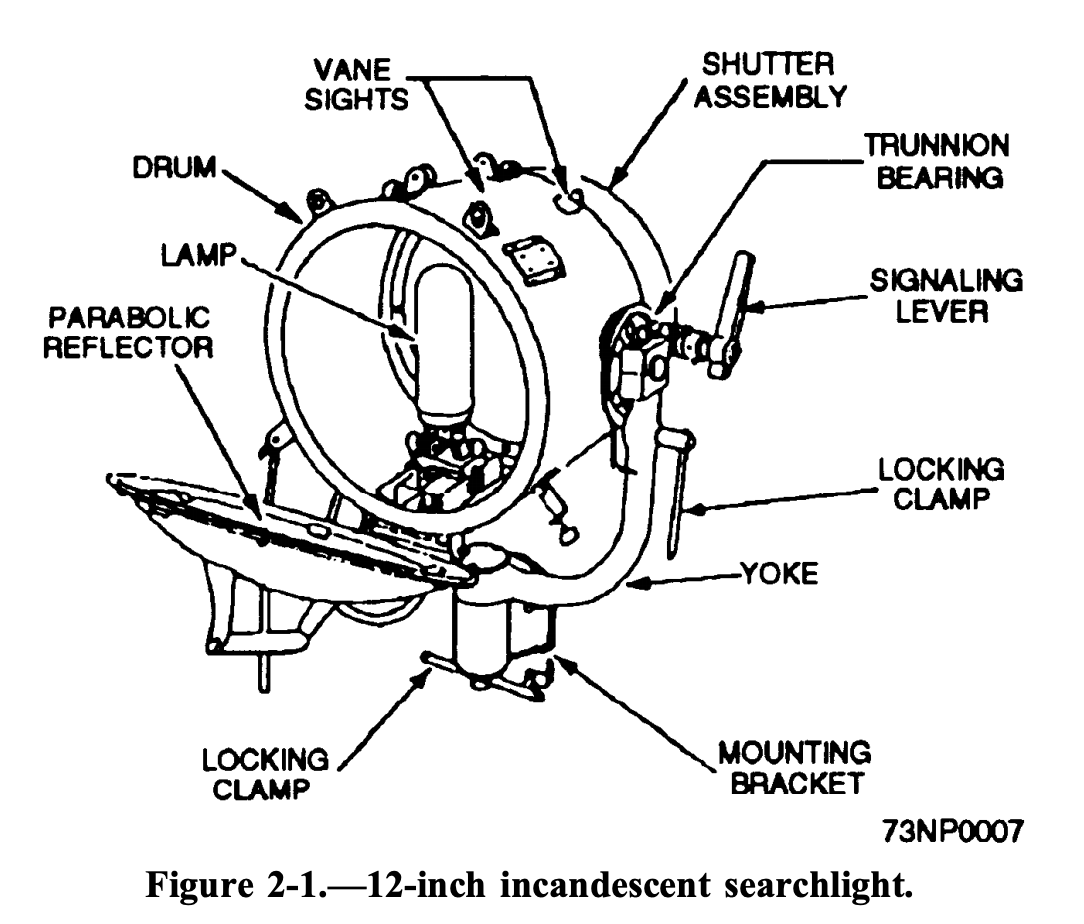 VANE
SIGHTS
SHUTTER
ASSEMBLY
TRUNNION
BEARING
DRUM
LAMP
SIGNALING
LEVER
PARABOLIC
REFLECTOR
LOCKING
CLAMP
YOKE
LOCKING
CLAMP
MOUNTING
BRACKET
73NP0007
Figure 2-1.—12-inch incandescent searchlight.